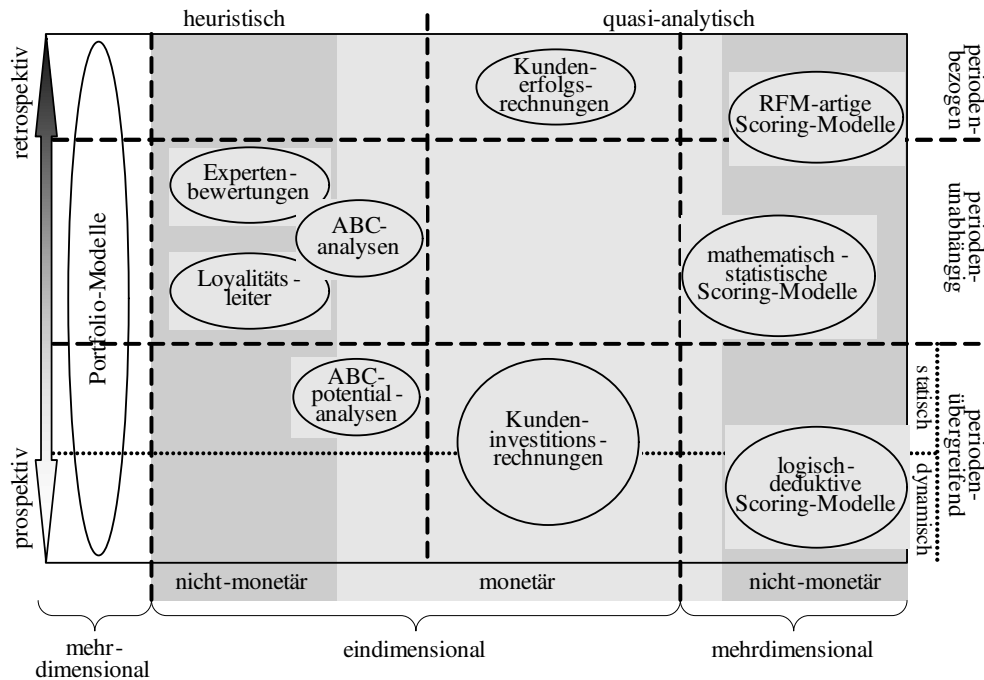 heuristisch
quasi-analytisch
retrospektiv
prospektiv
Portfolio-Modelle
Kunden-
erfolgs-
rechnungen
RFM-artige
Scoring-Modelle
perioden-
bezogen
Experten-
bewertungen
ABC-
analysen
Loyalitäts-
leiter
mathematisch-
statistische
Scoring-Modelle
perioden-
unabhängig
ABC-
potential-
analysen
Kunden-
investitions-
rechnungen
logisch-
deduktive
Scoring-Modelle
statisch
dynamisch
perioden-
übergreifend
nicht-monetär
monetär
nicht-monetär
mehr-
dimensional
eindimensional
mehrdimensional